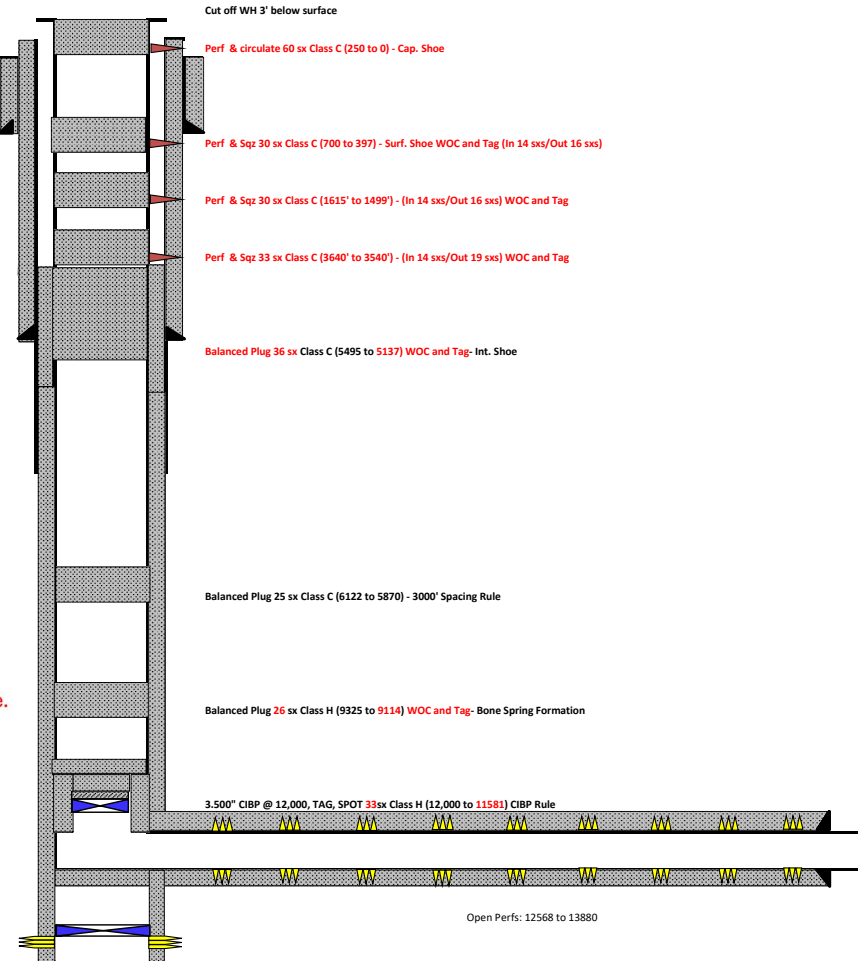 Cut off WH 3' below surface
Perf & circulate 60 sx Class C (250 to 0) - Cap. Shoe
Perf & Sqz 30 sx Class C (700 to 397) - Surf. Shoe WOC and Tag (In 14 sxs/Out 16 sxs)
Perf & Sqz 30 sx Class C (1615' to 1499') - (In 14 sxs/Out 16 sxs) WOC and Tag
Perf & Sqz 33 sx Class C (3640' to 3540') - (In 14 sxs/Out 19 sxs) WOC and Tag
Balanced Plug 36 sx Class C (5495 to 5137) WOC and Tag- Int. Shoe
Balanced Plug 25 sx Class C (6122 to 5870) - 3000' Spacing Rule
Balanced Plug 26 sx Class H (9325 to 9114) WOC and Tag- Bone Spring Formation
3.500" CIBP @ 12,000, TAG, SPOT 33sx Class H (12,000 to 11581) CIBP Rule
Open Perfs: 12568 to 13880